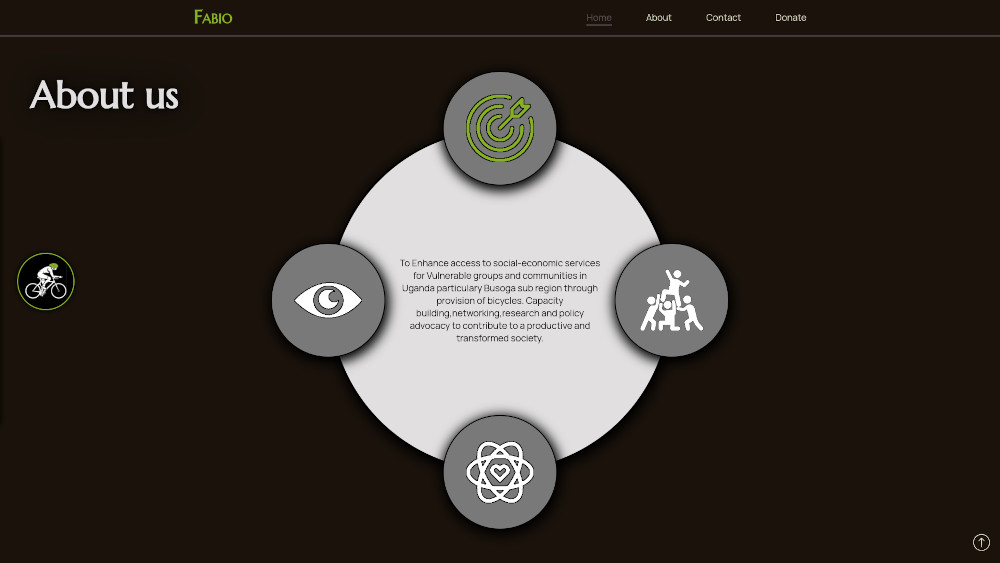 Fabio
Home
About
Contact
Donate
About us
To Enhance access to social-economic services
for Vulnerable groups and communities in
Uganda particulary Busoga sub region through
provision of bicycles. Capacity
building,networking,research and policy
advocacy to contribute to a productive and
transformed society.